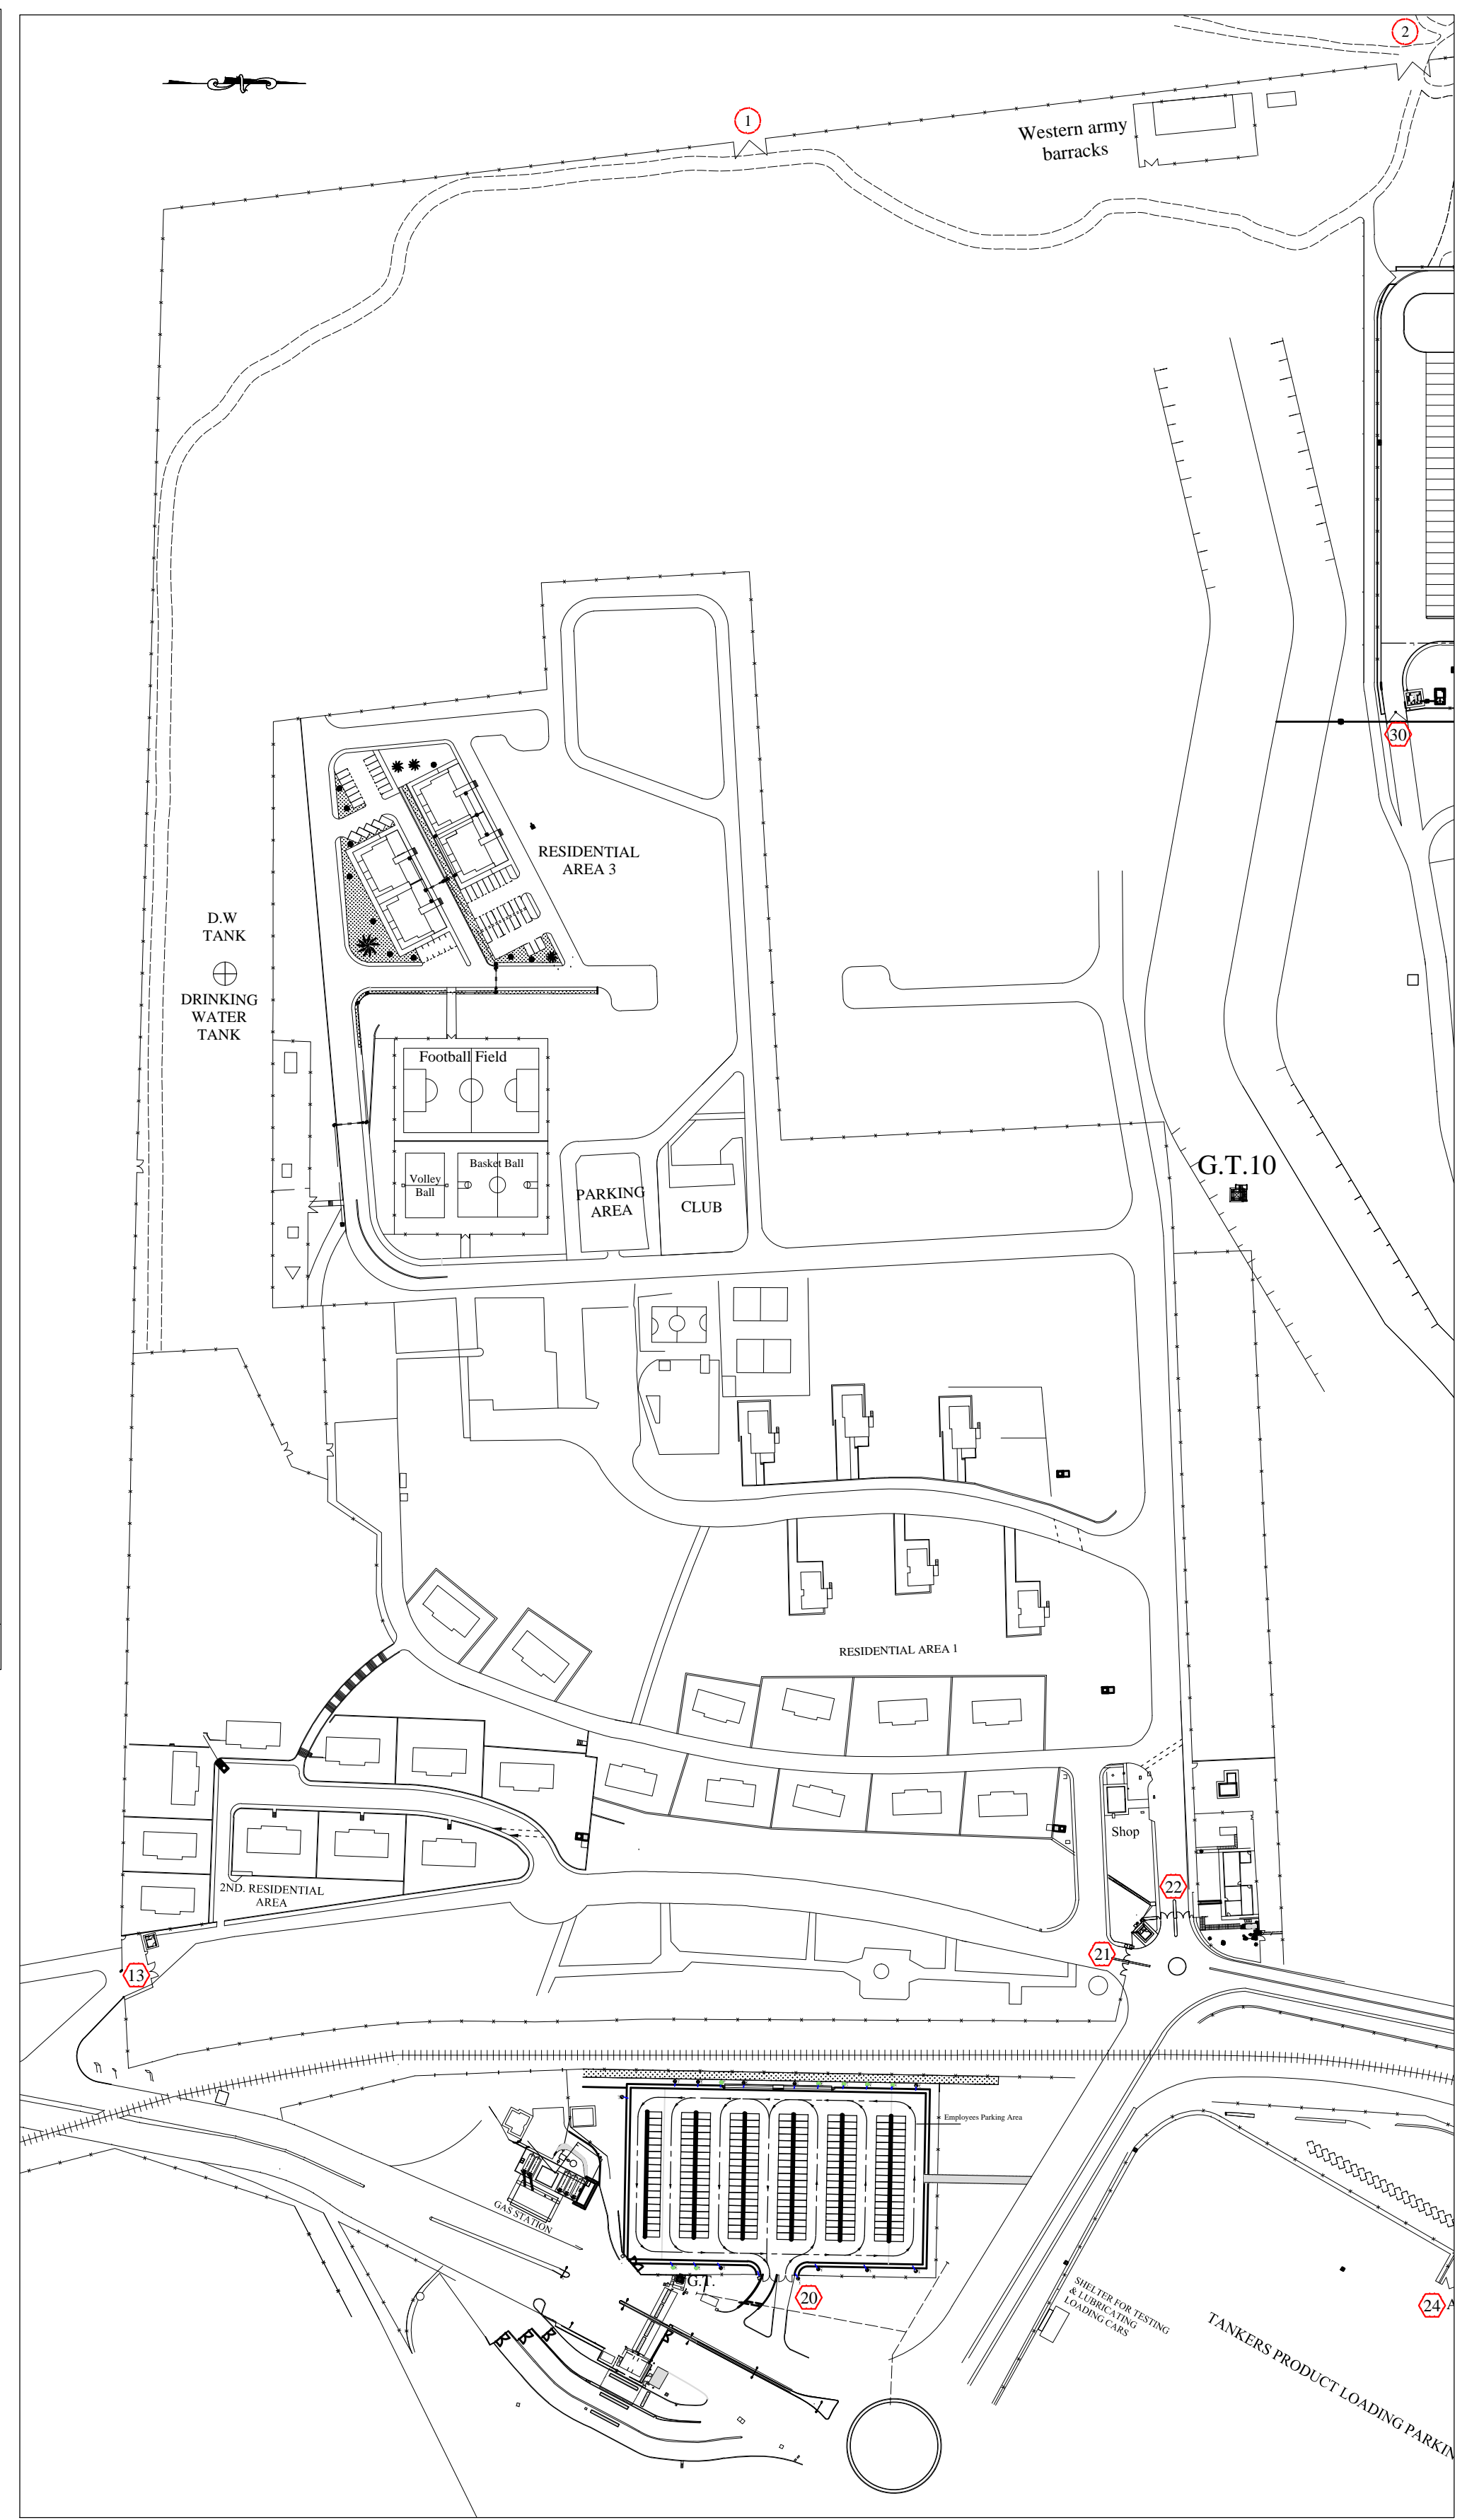 2
1
Western army
barracks
30
RESIDENTIAL
AREA 3
D.W
TANK
DRINKING
WATER
TANK
Football Field
Basket Ball
Volley
Ball
PARKING
AREA
CLUB
G.T.10
RESIDENTIAL AREA 1
Shop
22
2ND. RESIDENTIAL
AREA
21
13
Employees Parking Area
GAS STATION
G.T.
20
SHELTER FOR TESTING
& LUBRICATING
LOADING CARS
24
TANKERS PRODUCT LOADING PARKIN